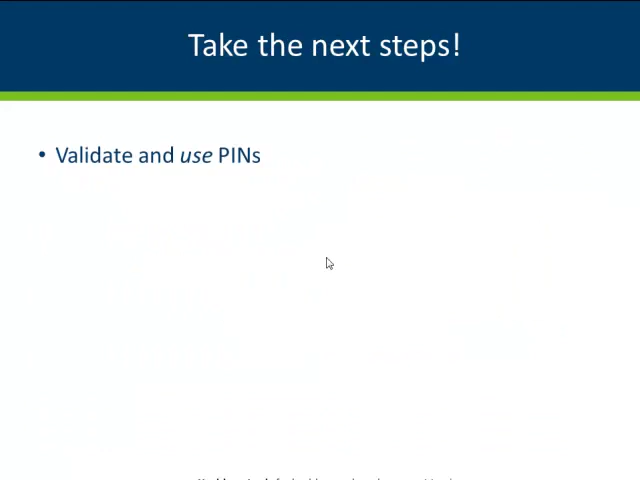 Take the next steps!
• Validate and use PINs